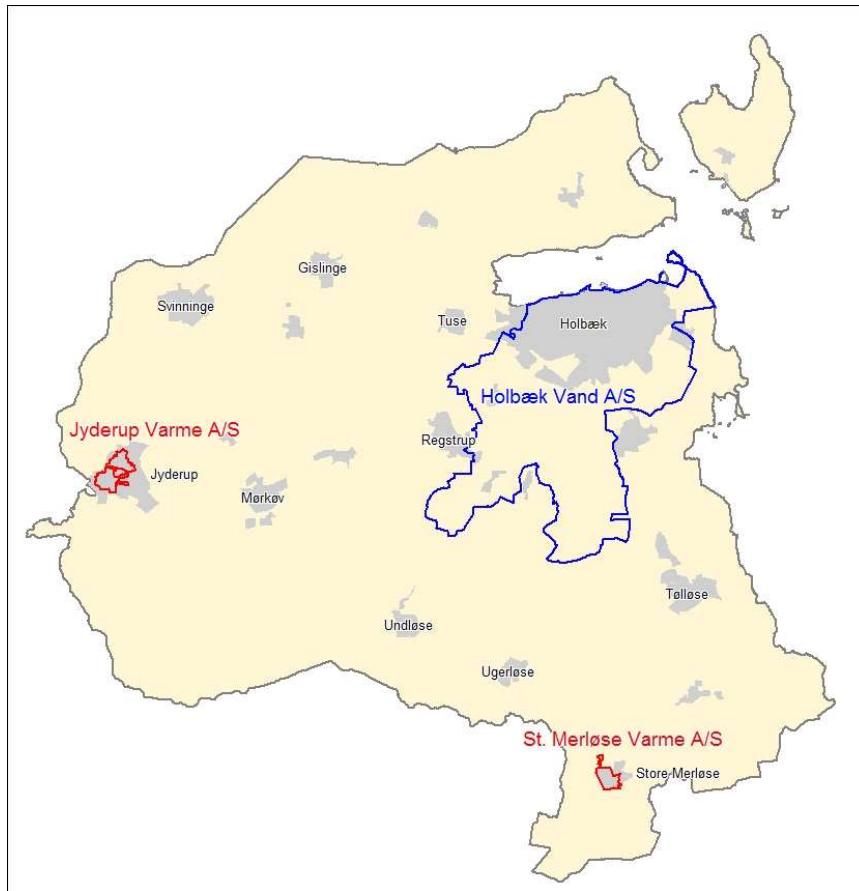 Gislinge
Svinninge
Tuse
Holbæk
Holbæk Vand A/S
Jyderup Varme A/S
Regstrup
Jyderup
Mørkøv
Tølløse
Undløse
Ugerløse
St. Merløse Varme A/S
Store Merløse